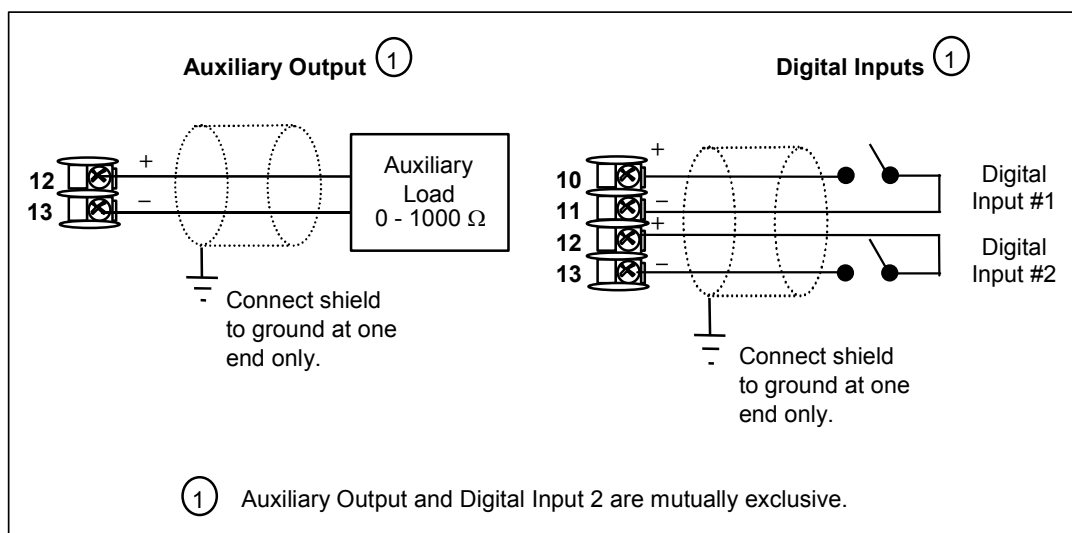 Auxiliary Output 1
12
13
+
−
Auxiliary
Load
0 - 1000 Ω
Connect shield
to ground at one
end only.
Digital Inputs 1
10
11
12
13
+
−
+
−
Digital
Input #1
Digital
Input #2
Connect shield
to ground at one
end only.
1 Auxiliary Output and Digital Input 2 are mutually exclusive.